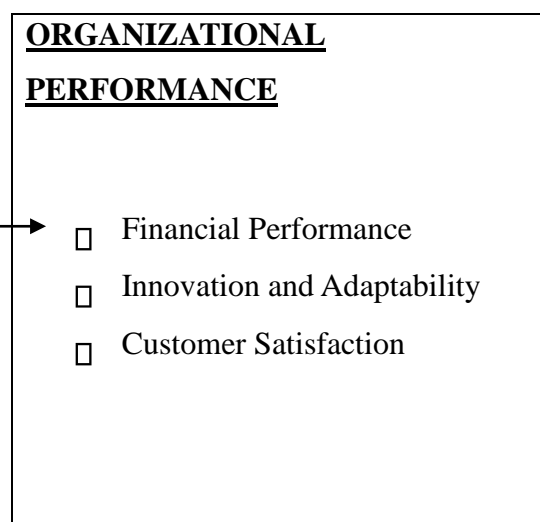 ORGANIZATIONAL
PERFORMANCE
Financial Performance
Innovation and Adaptability
Customer Satisfaction